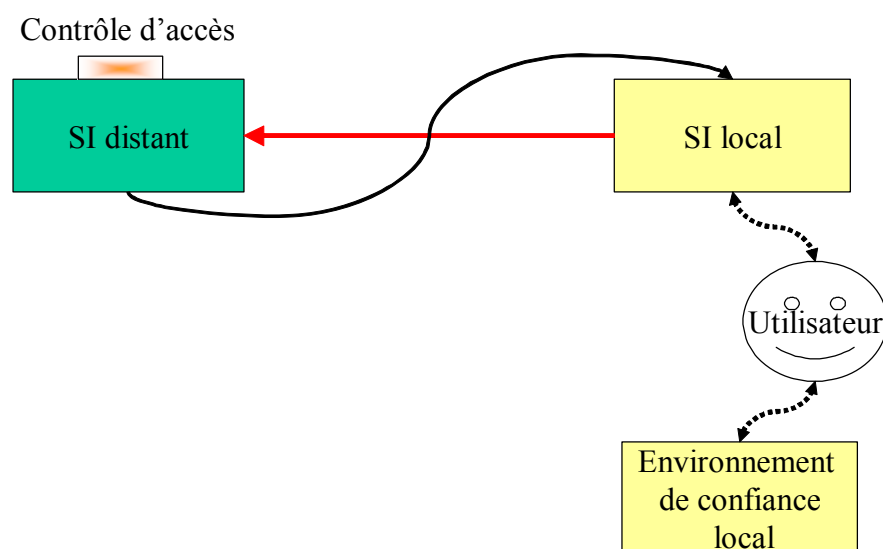 Contrôle d’accès
SI distant
SI local
Utilisateur
Environnement
de confiance
local